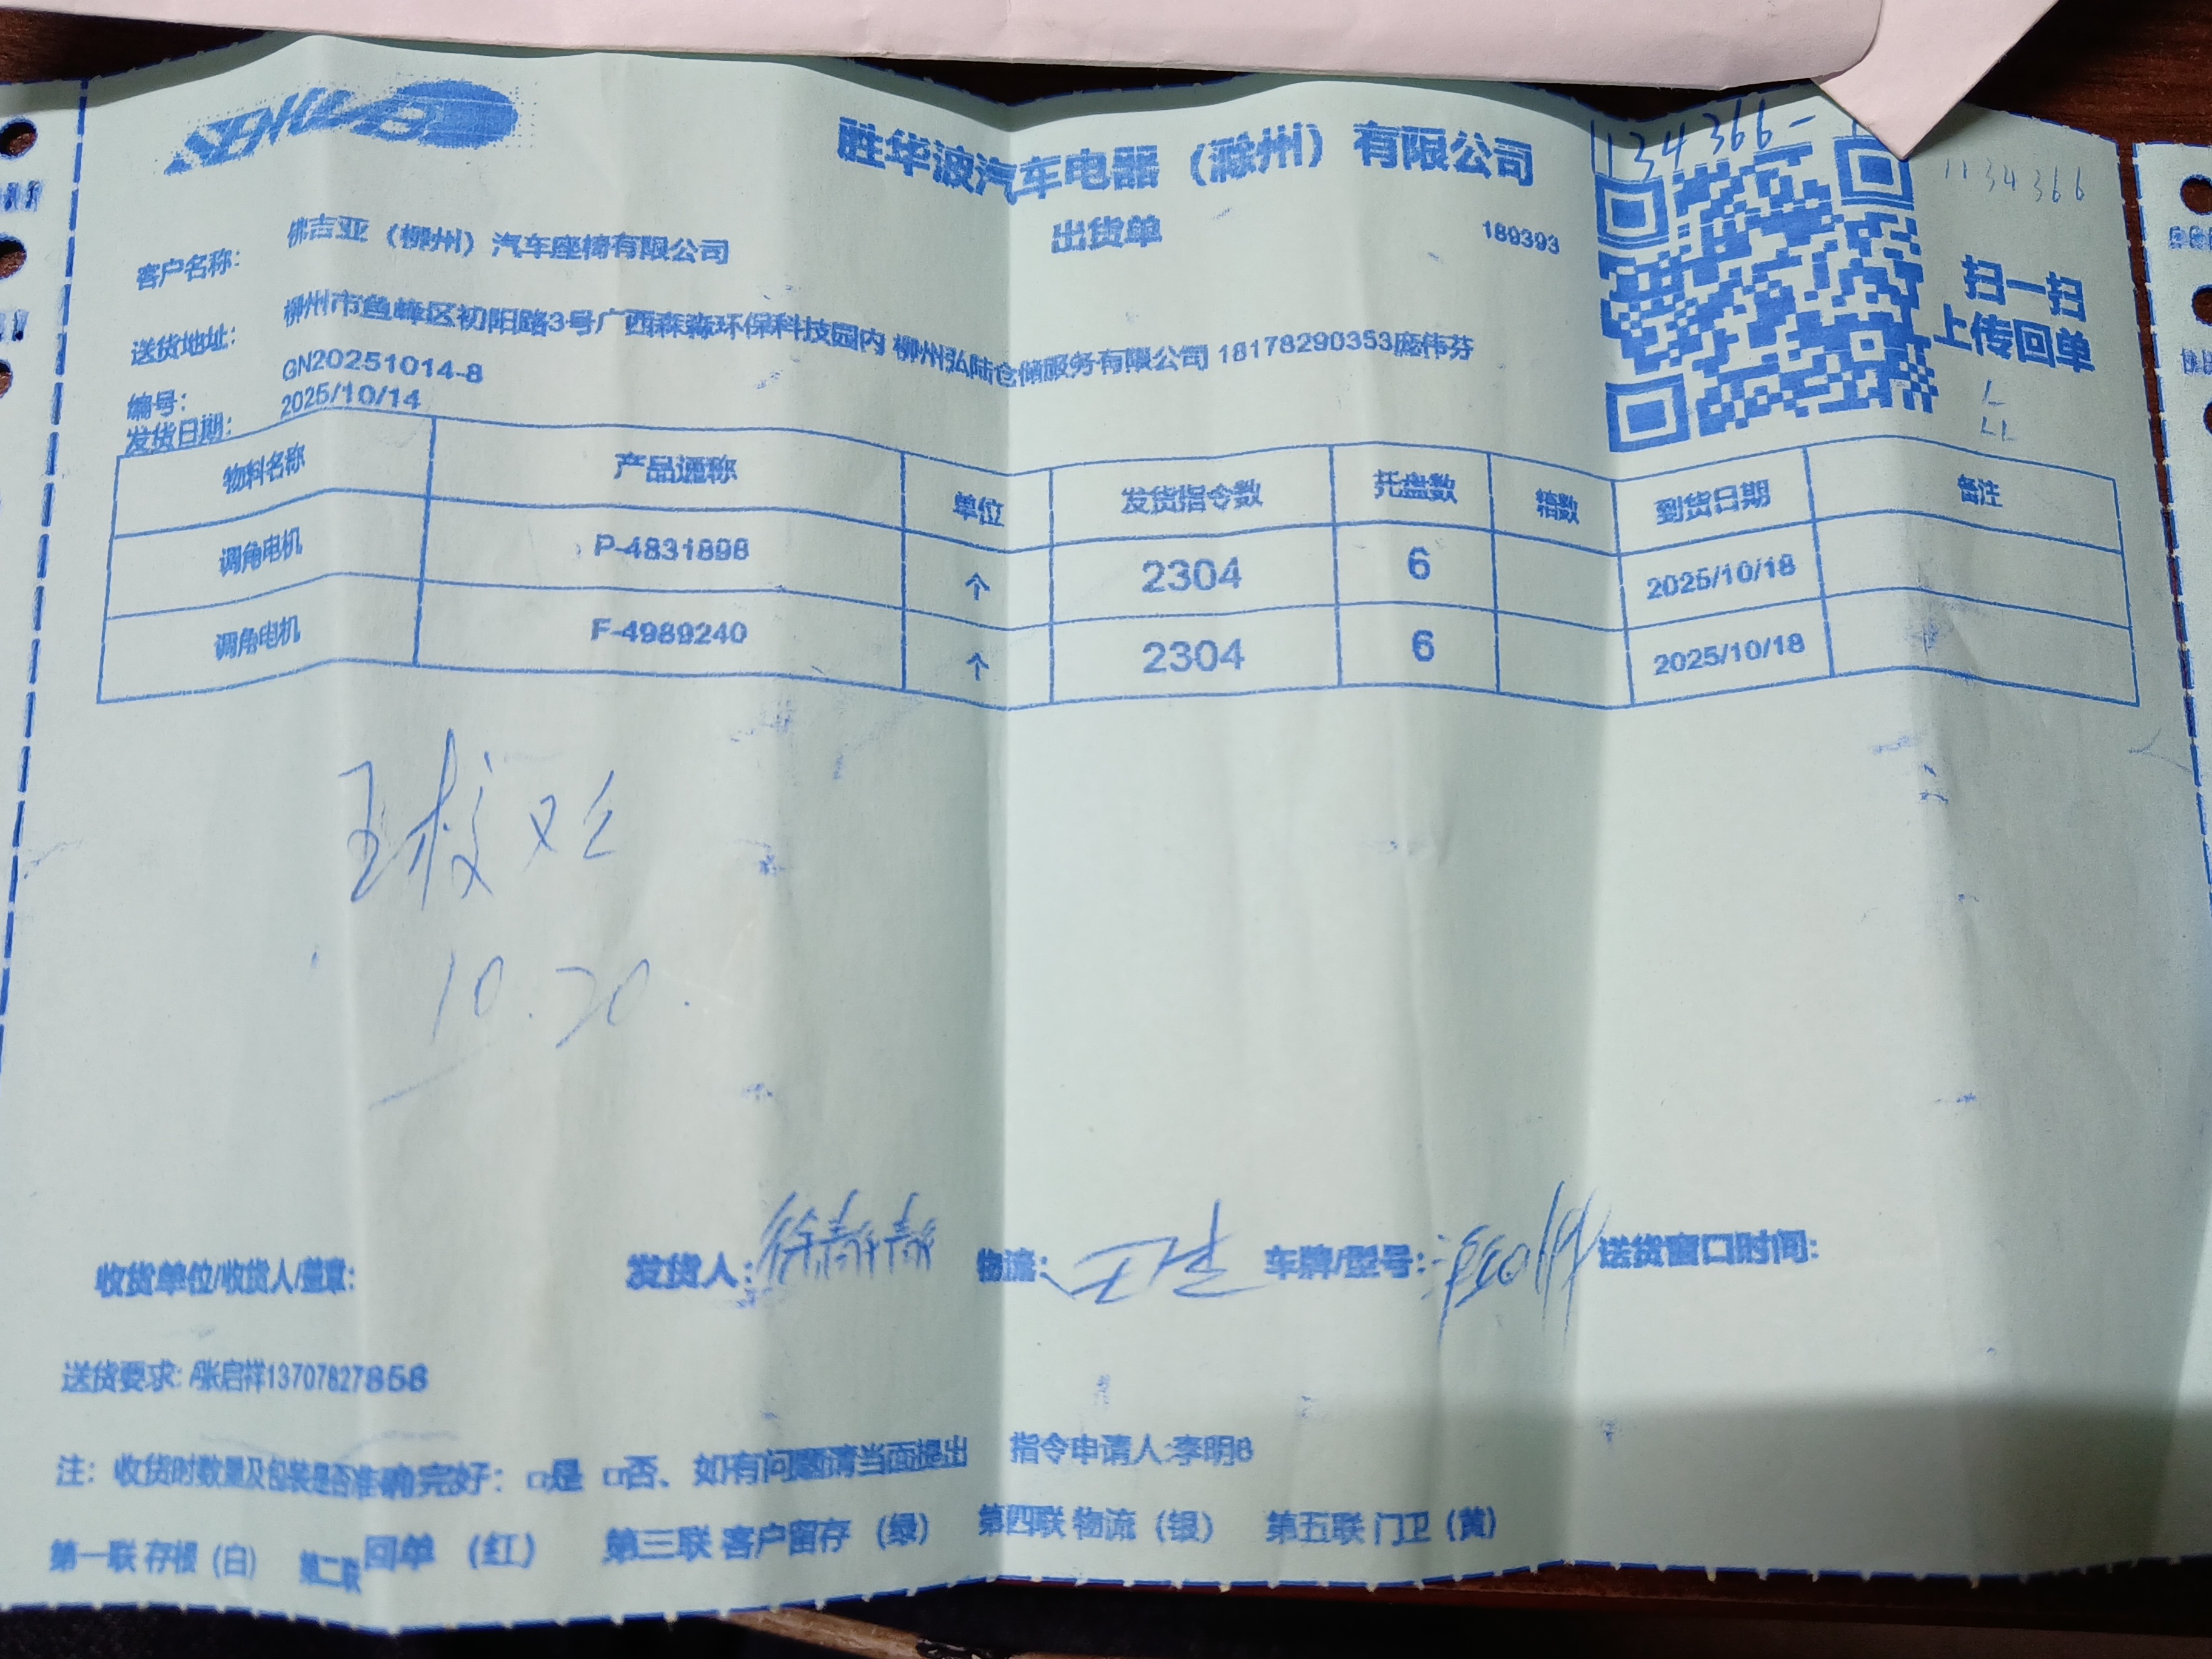 胜华波汽车电器（滁州）有限公司
1134366-
1134366
出货单
189393
扫一扫
上传回单
客户名称: 佛吉亚（柳州）汽车座椅有限公司
送货地址: 柳州市鱼峰区初阳路3号广西森淼环保科技园内 柳州弘陆仓储服务有限公司 18178290353庞伟芬
编号: GN20251014-8
发货日期: 2025/10/14
物料名称 产品通称 单位 发货指令数 托盘数 箱数 到货日期 备注
调角电机 P-4831898 个 2304 6 2025/10/18
调角电机 F-4989240 个 2304 6 2025/10/18
10.20.
收货单位/收货人/盖章: 发货人: 徐静静 物流: 车牌/型号: 送货窗口时间:
送货要求: 张启祥13707827858
注: 收货时数量及包装是否准确完好: □是 □否、如有问题请当面提出 指令申请人:李明8
第一联 存根（白） 第二联 回单（红） 第三联 客户留存（绿） 第四联 物流（银） 第五联 门卫（黄）